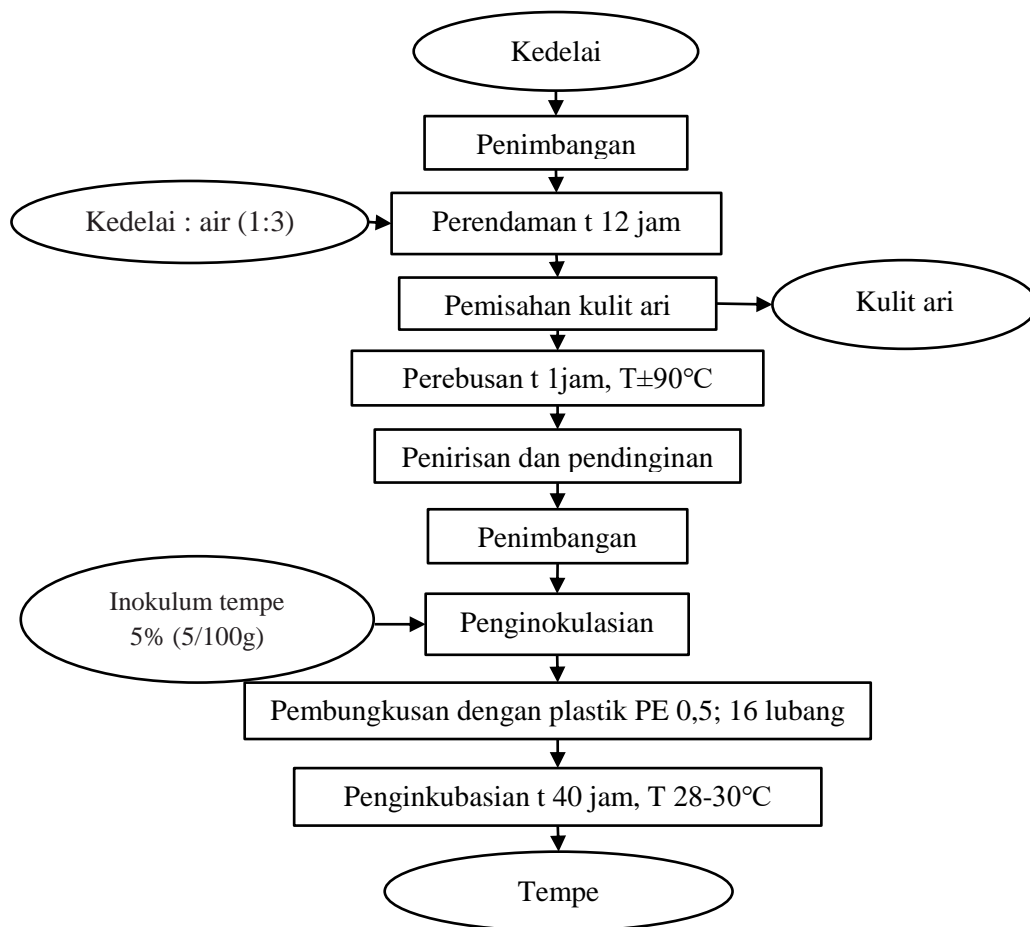 Kedelai
Penimbangan
Kedelai : air (1:3)
Perendaman t 12 jam
Pemisahan kulit ari
Kulit ari
Perebusan t 1jam, T±90°C
Penirisan dan pendinginan
Penimbangan
Inokulum tempe
5% (5/100g)
Penginokulasian
Pembungkusan dengan plastik PE 0,5; 16 lubang
Penginkubasian t 40 jam, T 28-30°C
Tempe